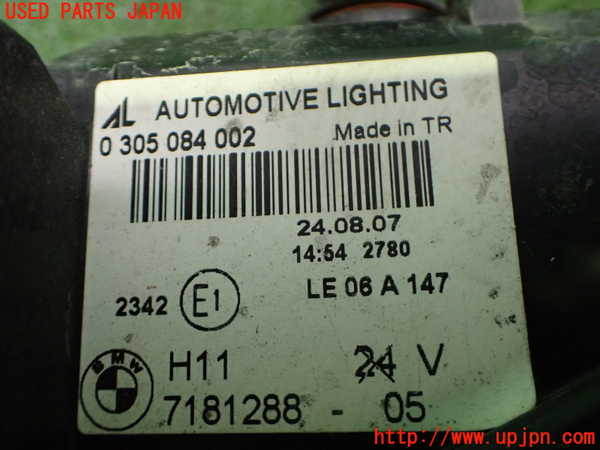 USED PARTS JAPAN
AL AUTOMOTIVE LIGHTING
0 305 084 002 Made in TR
24.08.07
14:54 2780
2342 E1 LE 06 A 147
BMW H11 24 V
7181288 - 05
http://www.upjpn.com